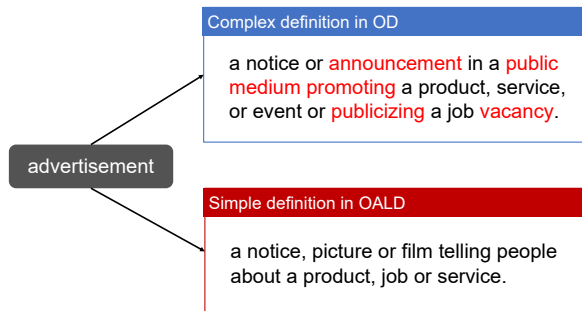 Complex definition in OD
a notice or announcement in a public
medium promoting a product, service,
or event or publicizing a job vacancy.
advertisement
Simple definition in OALD
a notice, picture or film telling people
about a product, job or service.